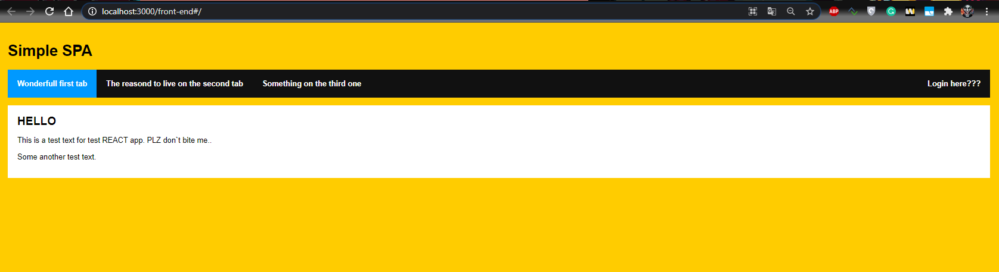 localhost:3000/front-end#/
ABP
Simple SPA
Wonderfull first tab The reasond to live on the second tab Something on the third one Login here???
HELLO
This is a test text for test REACT app. PLZ don`t bite me..
Some another test text.